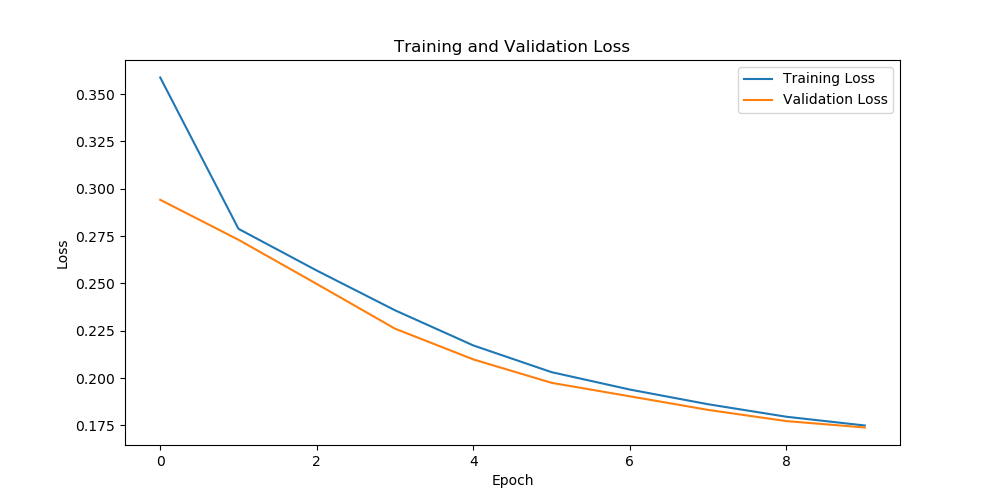 Training and Validation Loss
Training Loss
Validation Loss
0.350
0.325
0.300
0.275
0.250
0.225
0.200
0.175
Loss
0 2 4 6 8
Epoch